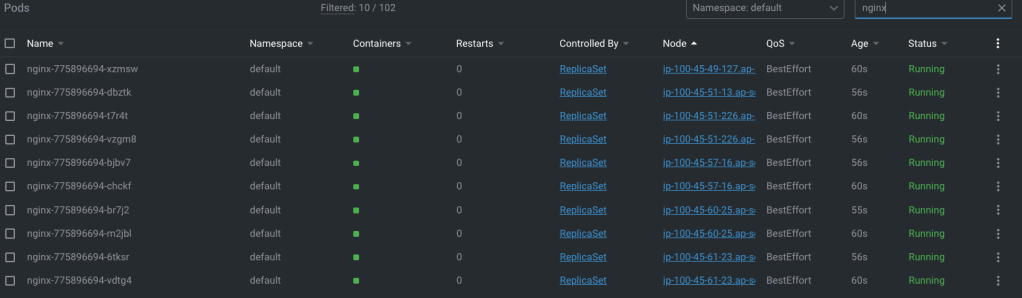 Pods Filtered: 10 / 102 Namespace: default nginx
Name Namespace Containers Restarts Controlled By Node QoS Age Status
nginx-775896694-xzmsw default 0 ReplicaSet ip-100-45-49-127.ap- BestEffort 60s Running
nginx-775896694-dbztk default 0 ReplicaSet ip-100-45-51-13.ap-s BestEffort 56s Running
nginx-775896694-t7r4t default 0 ReplicaSet ip-100-45-51-226.ap- BestEffort 60s Running
nginx-775896694-vzgm8 default 0 ReplicaSet ip-100-45-51-226.ap- BestEffort 56s Running
nginx-775896694-bjbv7 default 0 ReplicaSet ip-100-45-57-16.ap-s BestEffort 56s Running
nginx-775896694-chckf default 0 ReplicaSet ip-100-45-57-16.ap-s BestEffort 60s Running
nginx-775896694-br7j2 default 0 ReplicaSet ip-100-45-60-25.ap-s BestEffort 55s Running
nginx-775896694-m2jbl default 0 ReplicaSet ip-100-45-60-25.ap-s BestEffort 60s Running
nginx-775896694-6tksr default 0 ReplicaSet ip-100-45-61-23.ap-s BestEffort 56s Running
nginx-775896694-vdtg4 default 0 ReplicaSet ip-100-45-61-23.ap-s BestEffort 60s Running